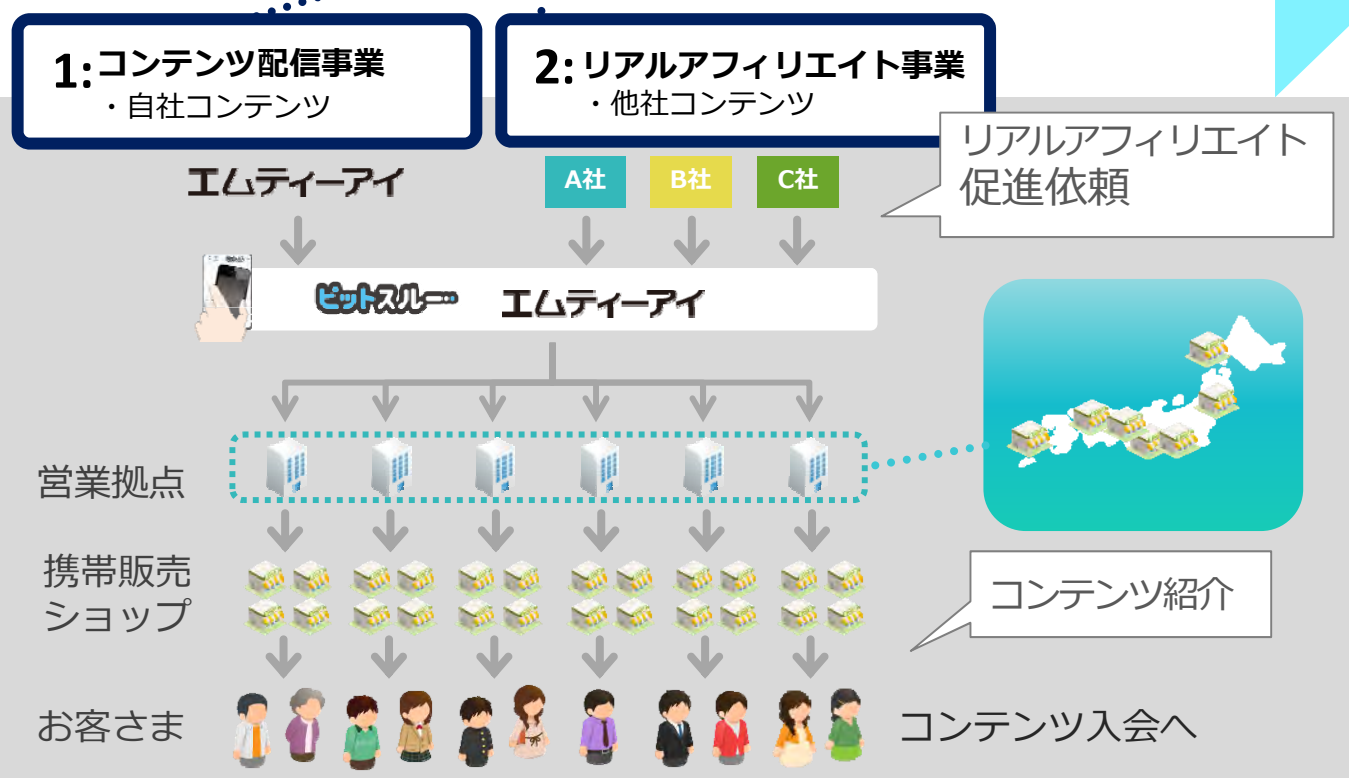 1:コンテンツ配信事業
・自社コンテンツ
2:リアルアフィリエイト事業
・他社コンテンツ
リアルアフィリエイト
促進依頼
エムティーアイ
A社
B社
C社
ピットスルー
エムティーアイ
営業拠点
携帯販売
ショップ
コンテンツ紹介
お客さま
コンテンツ入会へ